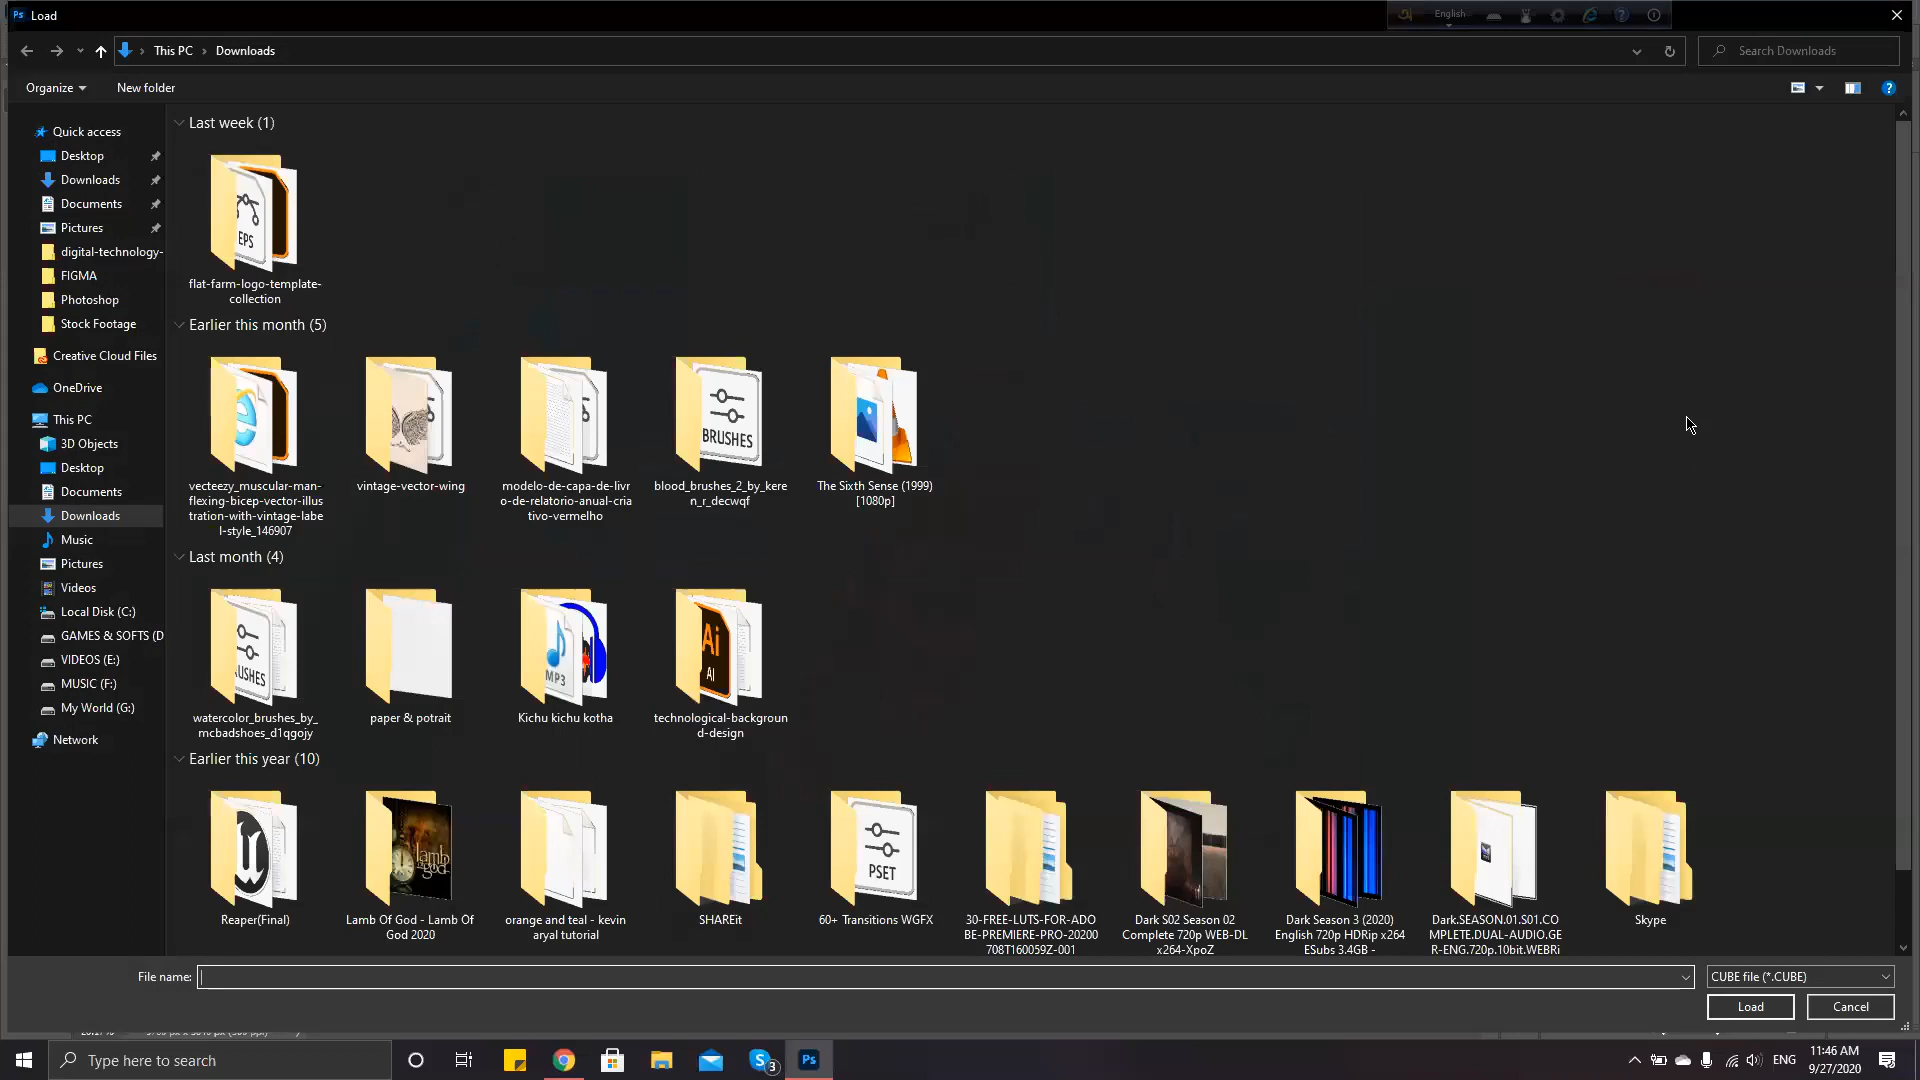 Ps Load
English
This PC > Downloads
Search Downloads
Organize
New folder
Quick access
Desktop
Downloads
Documents
Pictures
digital-technology-
FIGMA
Photoshop
Stock Footage
Creative Cloud Files
OneDrive
This PC
3D Objects
Desktop
Documents
Downloads
Music
Pictures
Videos
Local Disk (C:)
GAMES & SOFTS (D
VIDEOS (E:)
MUSIC (F:)
My World (G:)
Network
Last week (1)
EPS
flat-farm-logo-template-
collection
Earlier this month (5)
BRUSHES
vecteezy_muscular-man-
flexing-bicep-vector-illus
tration-with-vintage-labe
l-style_146907
vintage-vector-wing
modelo-de-capa-de-livr
o-de-relatorio-anual-cria
tivo-vermelho
blood_brushes_2_by_kere
n_r_decwqf
The Sixth Sense (1999)
[1080p]
Last month (4)
USHES
MP3
Ai
AI
watercolor_brushes_by_
mcbadshoes_d1qgojy
paper & potrait
Kichu kichu kotha
technological-backgroun
d-design
Earlier this year (10)
lamb
of
god
PSET
Reaper(Final)
Lamb Of God - Lamb Of
God 2020
orange and teal - kevin
aryal tutorial
SHAREit
60+ Transitions WGFX
30-FREE-LUTS-FOR-ADO
BE-PREMIERE-PRO-20200
708T160059Z-001
Dark S02 Season 02
Complete 720p WEB-DL
x264-XpoZ
Dark Season 3 (2020)
English 720p HDRip x264
ESubs 3.4GB -
Dark.SEASON.01.S01.CO
MPLETE.DUAL-AUDIO.GE
R-ENG.720p.10bit.WEBRi
Skype
File name:
CUBE file (*.CUBE)
Load
Cancel
Type here to search
S 3
Ps
ENG
11:46 AM
9/27/2020